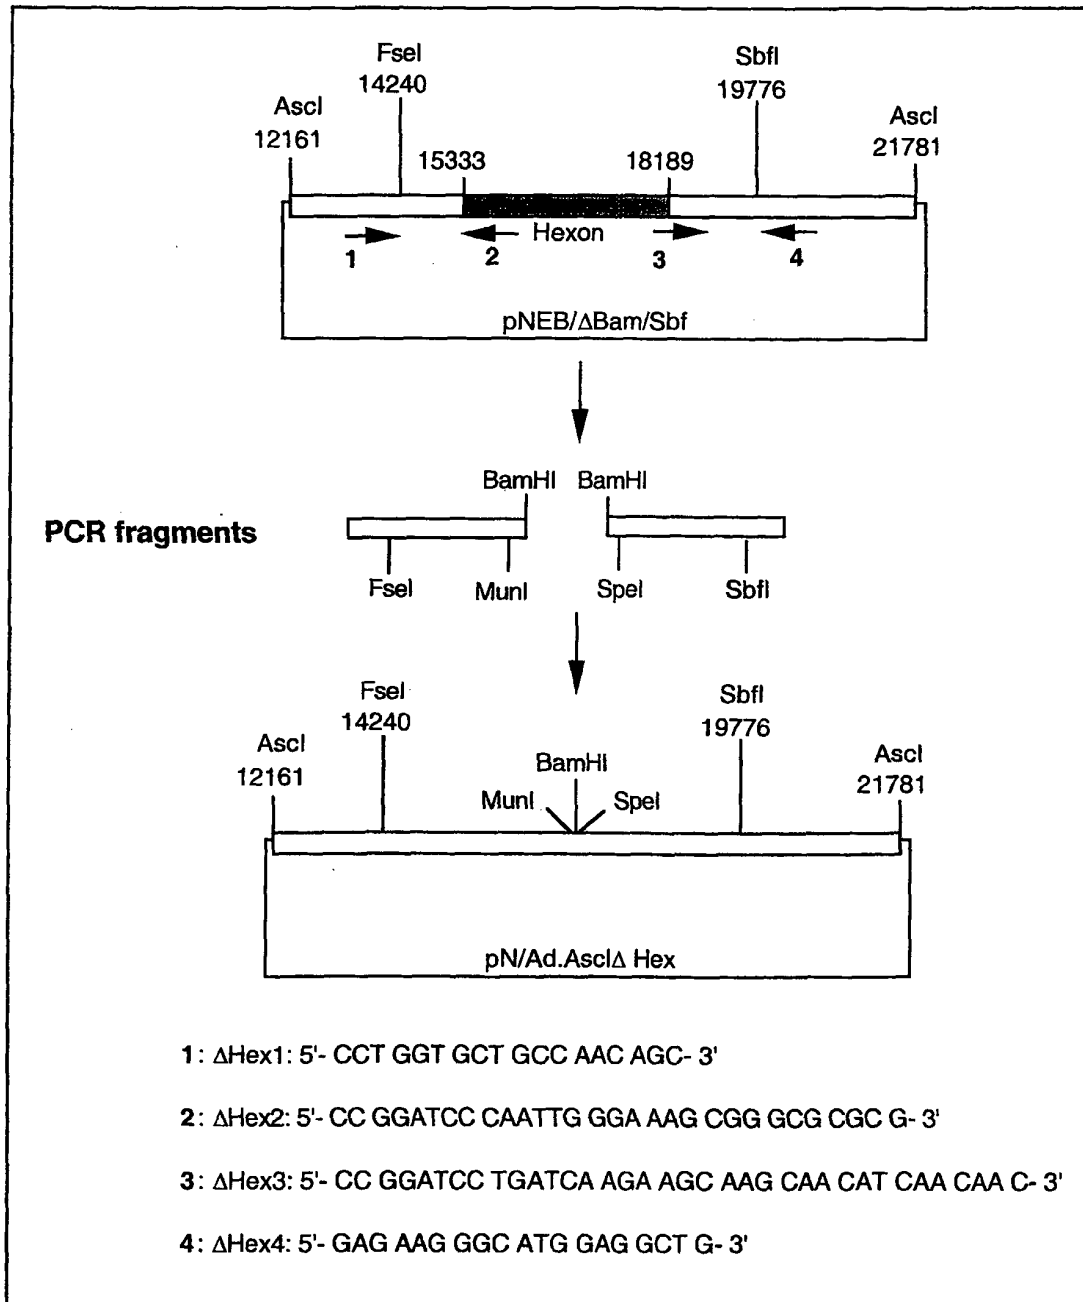 FseI
14240
SbfI
19776
AscI
12161
AscI
21781
15333
18189
Hexon
1
2
3
4
pNEB/ΔBam/Sbf
BamHI BamHI
PCR fragments
FseI MunI SpeI SbfI
FseI
14240
SbfI
19776
AscI
12161
BamHI
AscI
21781
MunI SpeI
pN/Ad.AscIΔ Hex
1: ΔHex1: 5'- CCT GGT GCT GCC AAC AGC- 3'
2: ΔHex2: 5'- CC GGATCC CAATTG GGA AAG CGG GCG CGC G- 3'
3: ΔHex3: 5'- CC GGATCC TGATCA AGA AGC AAG CAA CAT CAA CAAC- 3'
4: ΔHex4: 5'- GAG AAG GGC ATG GAG GCT G- 3'